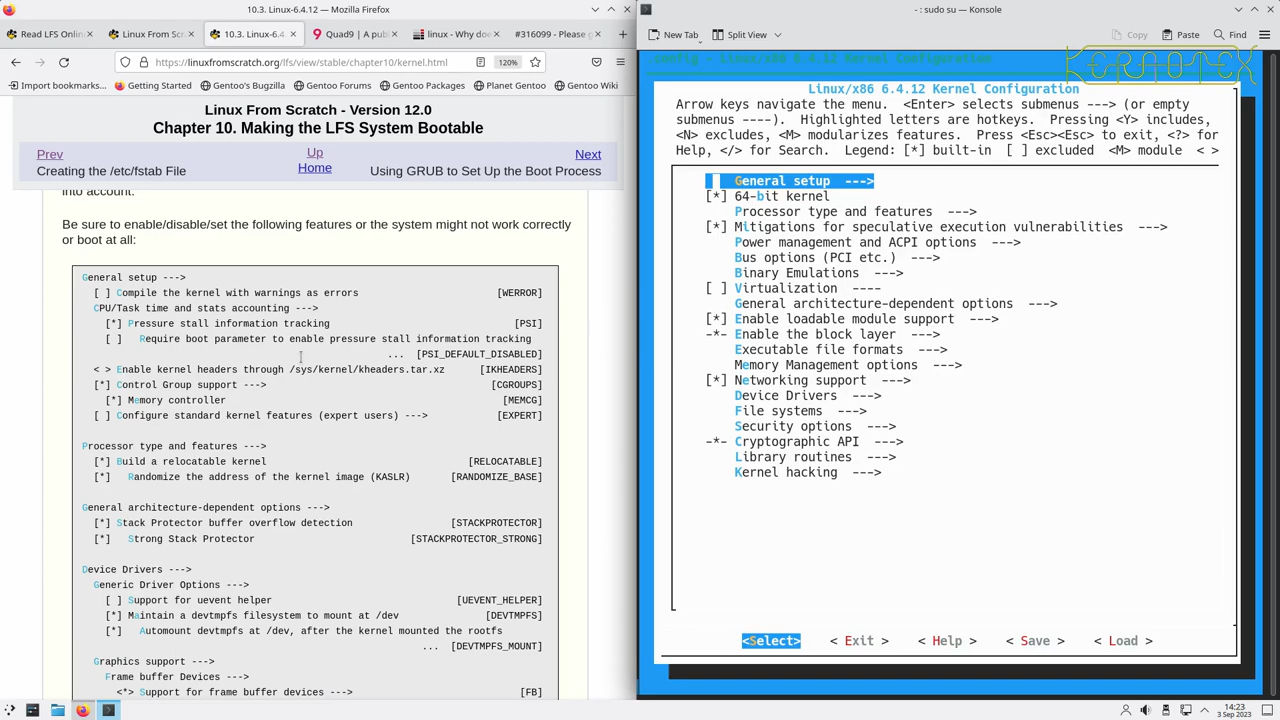 10.3. Linux-6.4.12 — Mozilla Firefox
Read LFS Onlin
Linux From Scra
10.3. Linux-6.4.
Quad9 | A publ
linux - Why doe
#316099 - Please g
https://linuxfromscratch.org/lfs/view/stable/chapter10/kernel.html
120%
Import bookmarks...
Gentoo's Bugzilla
Gentoo Forums
Gentoo Packages
Planet Gentoo
Gentoo Wiki
Linux From Scratch - Version 12.0
Chapter 10. Making the LFS System Bootable
Prev
Up
Next
Creating the /etc/fstab File
Home
Using GRUB to Set Up the Boot Process
into account.
Be sure to enable/disable/set the following features or the system might not work correctly
or boot at all:
General setup --->
[ ] Compile the kernel with warnings as errors [WERROR]
CPU/Task time and stats accounting --->
[*] Pressure stall information tracking [PSI]
[ ] Require boot parameter to enable pressure stall information tracking
... [PSI_DEFAULT_DISABLED]
< > Enable kernel headers through /sys/kernel/kheaders.tar.xz [IKHEADERS]
[*] Control Group support ---> [CGROUPS]
[*] Memory controller [MEMCG]
[ ] Configure standard kernel features (expert users) ---> [EXPERT]
Processor type and features --->
[*] Build a relocatable kernel [RELOCATABLE]
[*] Randomize the address of the kernel image (KASLR) [RANDOMIZE_BASE]
General architecture-dependent options --->
[*] Stack Protector buffer overflow detection [STACKPROTECTOR]
[*] Strong Stack Protector [STACKPROTECTOR_STRONG]
Device Drivers --->
Generic Driver Options --->
[ ] Support for uevent helper [UEVENT_HELPER]
[*] Maintain a devtmpfs filesystem to mount at /dev [DEVTMPFS]
[*] Automount devtmpfs at /dev, after the kernel mounted the rootfs
... [DEVTMPFS_MOUNT]
Graphics support --->
Frame buffer Devices --->
<*> Support for frame buffer devices ---> [FB]
- : sudo su — Konsole
New Tab
Split View
Copy
Paste
Find
.config - Linux/x86 6.4.12 Kernel Configuration
KERNOTEX
Linux/x86 6.4.12 Kernel Configuration
Arrow keys navigate the menu. <Enter> selects submenus ---> (or empty
submenus ----). Highlighted letters are hotkeys. Pressing <Y> includes,
<N> excludes, <M> modularizes features. Press <Esc><Esc> to exit, <?> for
Help, </> for Search. Legend: [*] built-in [ ] excluded <M> module < >
General setup --->
[*] 64-bit kernel
Processor type and features --->
[*] Mitigations for speculative execution vulnerabilities --->
Power management and ACPI options --->
Bus options (PCI etc.) --->
Binary Emulations --->
[ ] Virtualization ----
General architecture-dependent options --->
[*] Enable loadable module support --->
-*- Enable the block layer --->
Executable file formats --->
Memory Management options --->
[*] Networking support --->
Device Drivers --->
File systems --->
Security options --->
-*- Cryptographic API --->
Library routines --->
Kernel hacking --->
<Select> < Exit > < Help > < Save > < Load >
14:23
3 Sep 2023